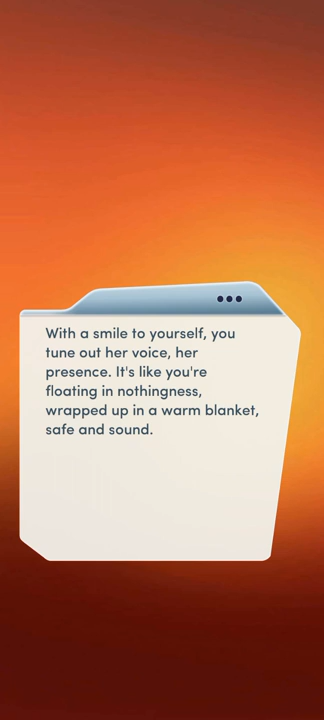 With a smile to yourself, you
tune out her voice, her
presence. It's like you're
floating in nothingness,
wrapped up in a warm blanket,
safe and sound.